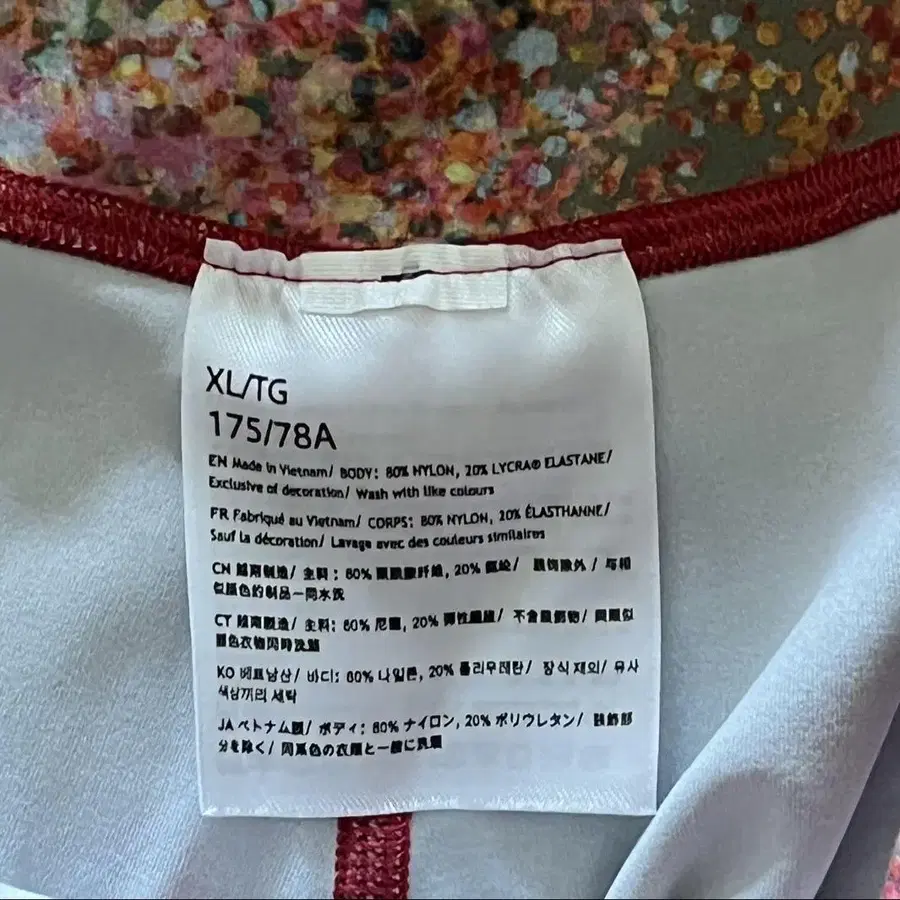 XL/TG
175/78A
EN Made in Vietnam/ BODY: 80% NYLON, 20% LYCRA® ELASTANE/
Exclusive of decoration/ Wash with like colours
FR Fabriqué au Vietnam/ CORPS: 80% NYLON, 20% ÉLASTHANNE/
Sauf la décoration/ Lavage avec des couleurs similaires
CN 越南制造/ 主料: 80% 聚酰胺纤维, 20% 氨纶/ 装饰除外 / 与相
似颜色的制品一同水洗
CY 越南製造/ 主料: 80% 尼龍, 20% 彈性纖維/ 不含裝飾物/ 與類似
顏色衣物同時洗滌
KO 베트남산/ 바디: 80% 나일론, 20% 폴리우레탄/ 장식 제외/ 유사
색상끼리 세탁
JA ベトナム製/ ボディ: 80% ナイロン, 20% ポリウレタン/ 装飾部
分を除く/ 同系色の衣類と一緒に洗濯